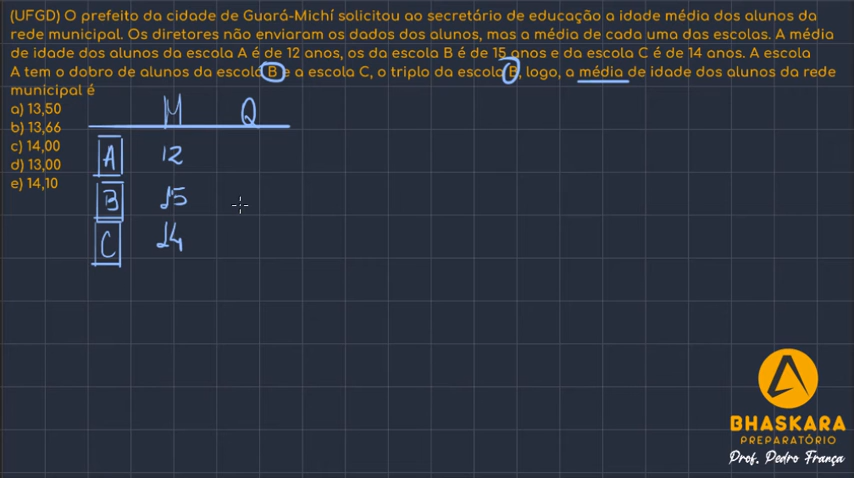 (UFGD) O prefeito da cidade de Guará-Michí solicitou ao secretário de educação a idade média dos alunos da
rede municipal. Os diretores não enviaram os dados dos alunos, mas a média de cada uma das escolas. A média
de idade dos alunos da escola A é de 12 anos, os da escola B é de 15 anos e da escola C é de 14 anos. A escola
A tem o dobro de alunos da escola B e a escola C, o triplo da escola B, logo, a média de idade dos alunos da rede
municipal é
a) 13,50
b) 13,66
c) 14,00
d) 13,00
e) 14,10
M Q
A 12
B 15
C 14
BHASKARA
PREPARATÓRIO
Prof. Pedro França